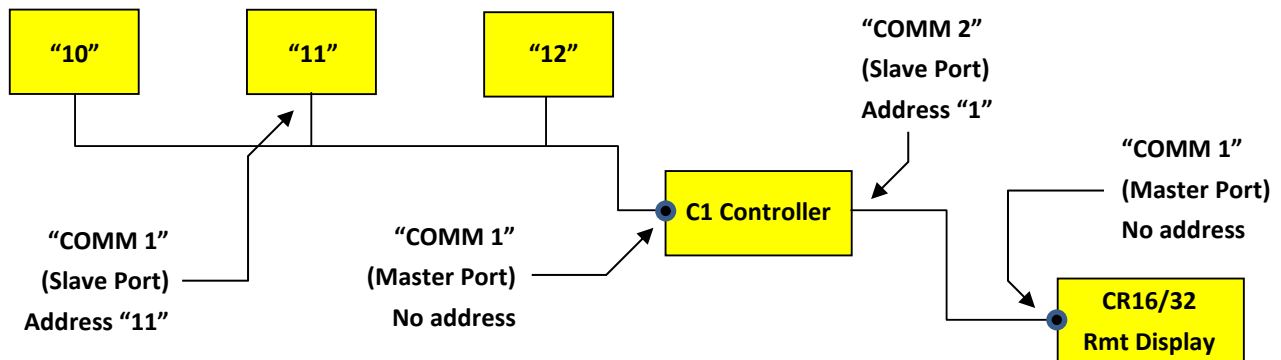 “10”
“11”
“12”
“COMM 2”
(Slave Port)
Address “1”
“COMM 1”
(Master Port)
No address
C1 Controller
“COMM 1”
(Slave Port)
Address “11”
“COMM 1”
(Master Port)
No address
CR16/32
Rmt Display